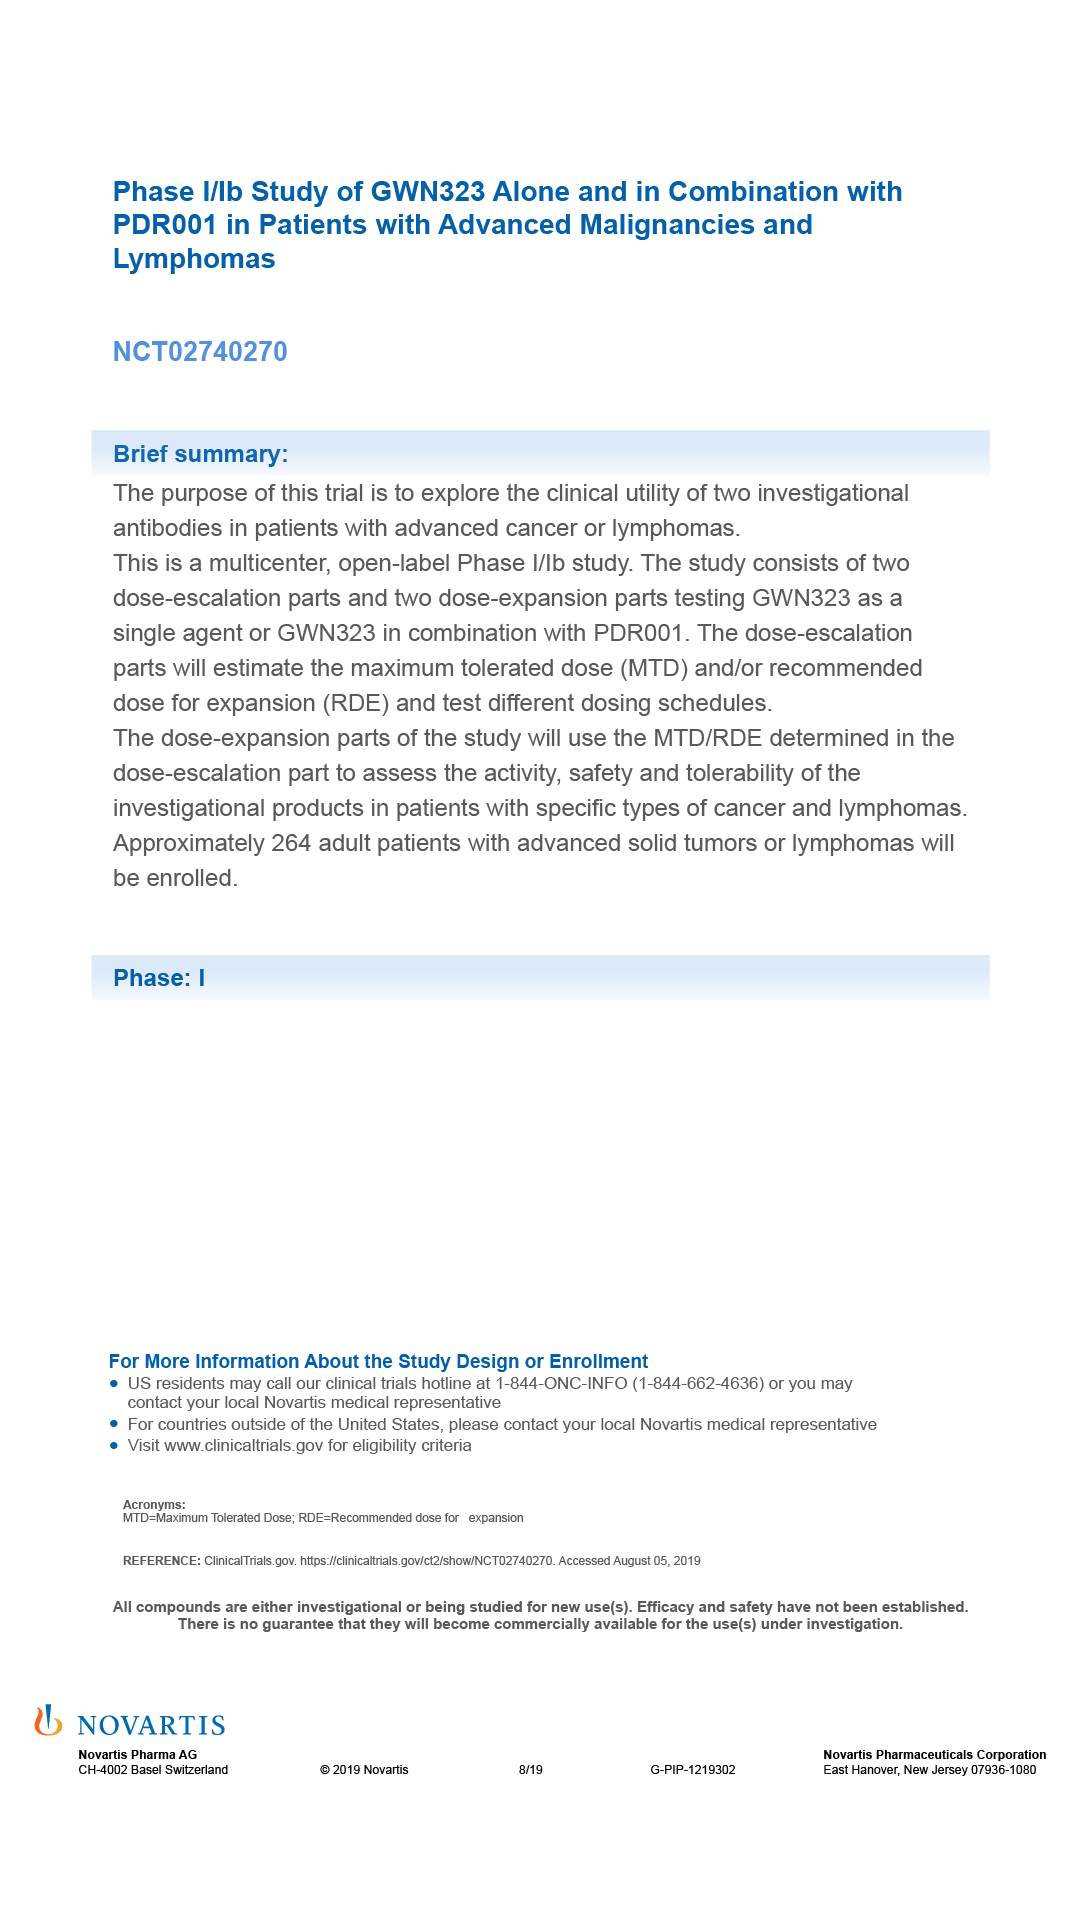 Phase I/Ib Study of GWN323 Alone and in Combination with
PDR001 in Patients with Advanced Malignancies and
Lymphomas
NCT02740270
Brief summary:
The purpose of this trial is to explore the clinical utility of two investigational
antibodies in patients with advanced cancer or lymphomas.
This is a multicenter, open-label Phase I/Ib study. The study consists of two
dose-escalation parts and two dose-expansion parts testing GWN323 as a
single agent or GWN323 in combination with PDR001. The dose-escalation
parts will estimate the maximum tolerated dose (MTD) and/or recommended
dose for expansion (RDE) and test different dosing schedules.
The dose-expansion parts of the study will use the MTD/RDE determined in the
dose-escalation part to assess the activity, safety and tolerability of the
investigational products in patients with specific types of cancer and lymphomas.
Approximately 264 adult patients with advanced solid tumors or lymphomas will
be enrolled.
Phase: I
For More Information About the Study Design or Enrollment
● US residents may call our clinical trials hotline at 1-844-ONC-INFO (1-844-662-4636) or you may
contact your local Novartis medical representative
● For countries outside of the United States, please contact your local Novartis medical representative
● Visit www.clinicaltrials.gov for eligibility criteria
Acronyms:
MTD=Maximum Tolerated Dose; RDE=Recommended dose for expansion
REFERENCE: ClinicalTrials.gov. https://clinicaltrials.gov/ct2/show/NCT02740270. Accessed August 05, 2019
All compounds are either investigational or being studied for new use(s). Efficacy and safety have not been established.
There is no guarantee that they will become commercially available for the use(s) under investigation.
NOVARTIS
Novartis Pharma AG
CH-4002 Basel Switzerland
© 2019 Novartis
8/19
G-PIP-1219302
Novartis Pharmaceuticals Corporation
East Hanover, New Jersey 07936-1080